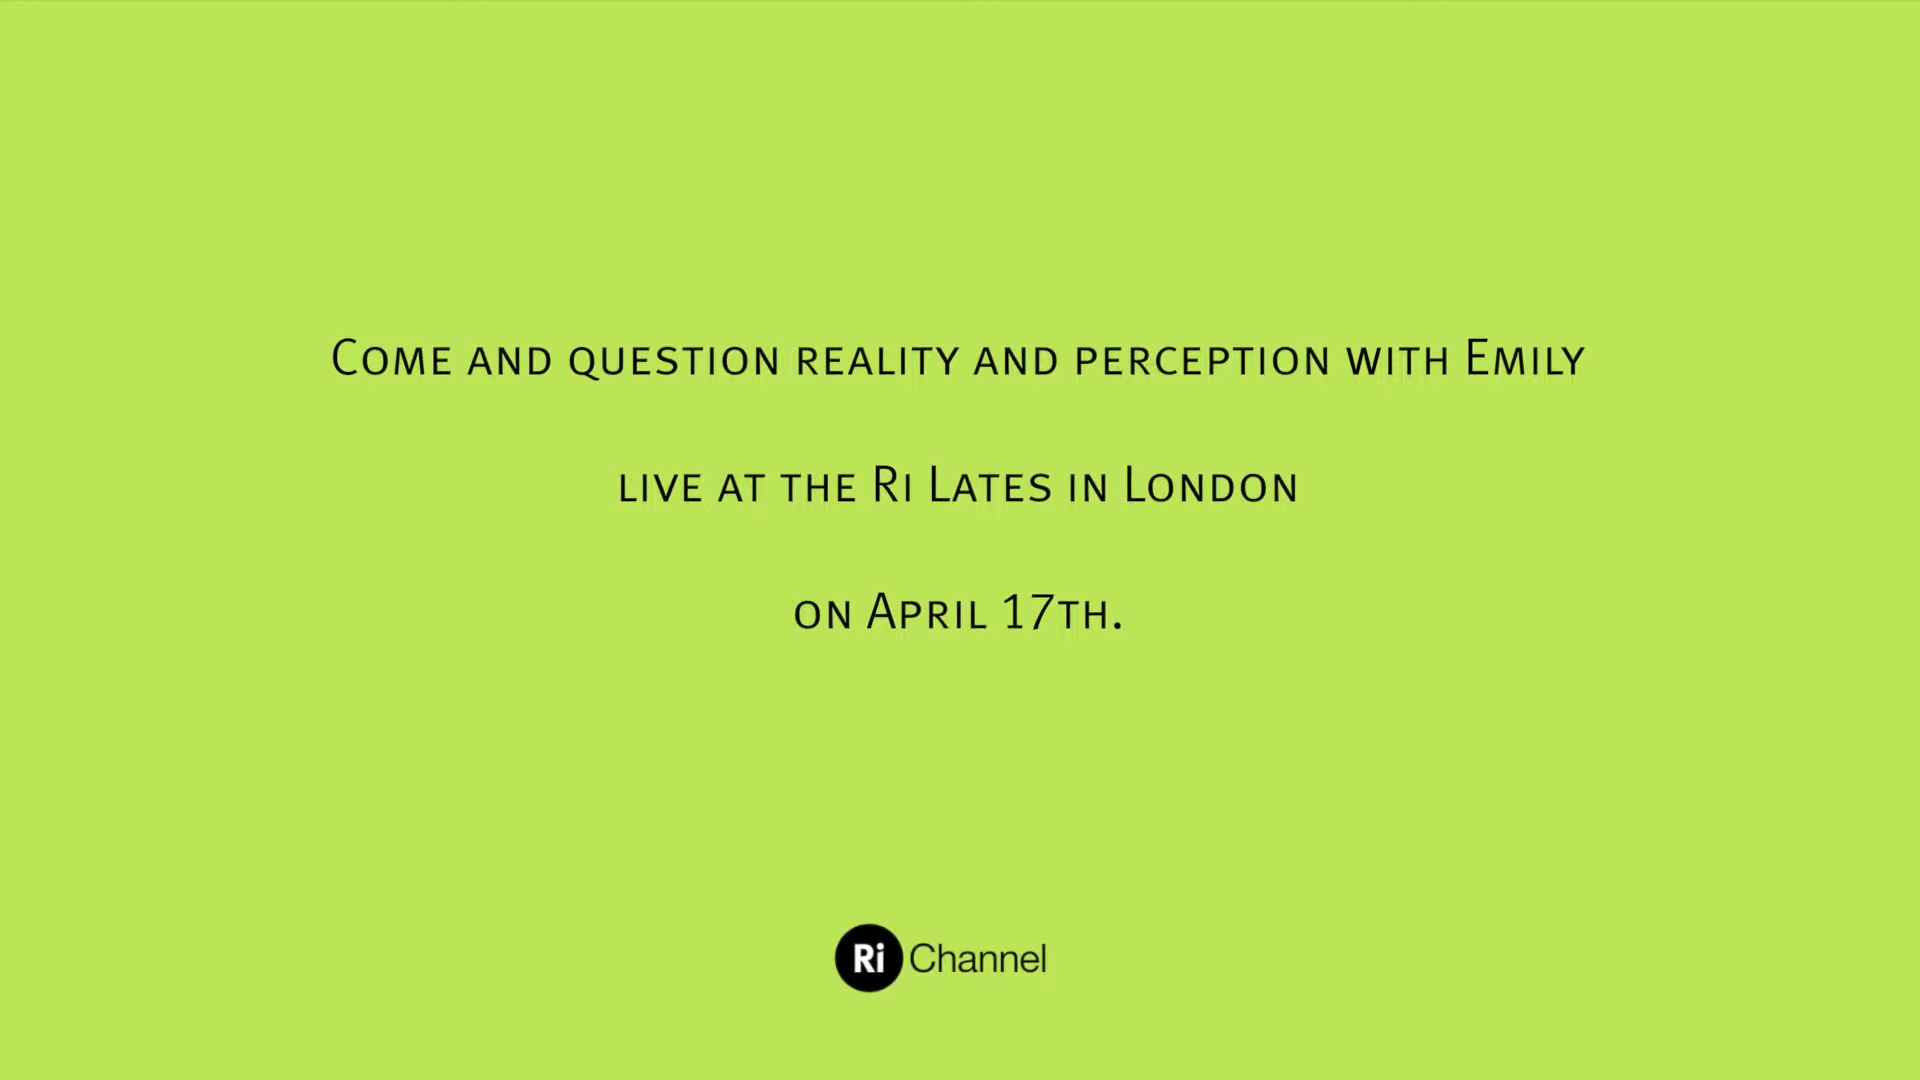 Come and question reality and perception with Emily
live at the Ri Lates in London
on April 17th.
Ri Channel